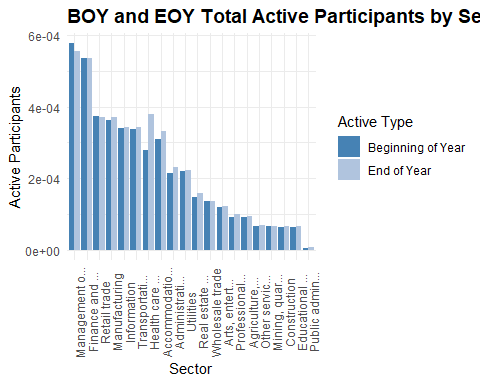 BOY and EOY Total Active Participants by Se
Active Participants
6e-04
4e-04
2e-04
0e+00
Management o...
Finance and ...
Retail trade
Manufacturing
Information
Transportati...
Health care ...
Accommodatio...
Administrati...
Utilities
Real estate ...
Wholesale trade
Arts, entert...
Professional...
Agriculture,...
Other servic...
Mining, quar...
Construction
Educational ...
Public admin...
Sector
Active Type
Beginning of Year
End of Year